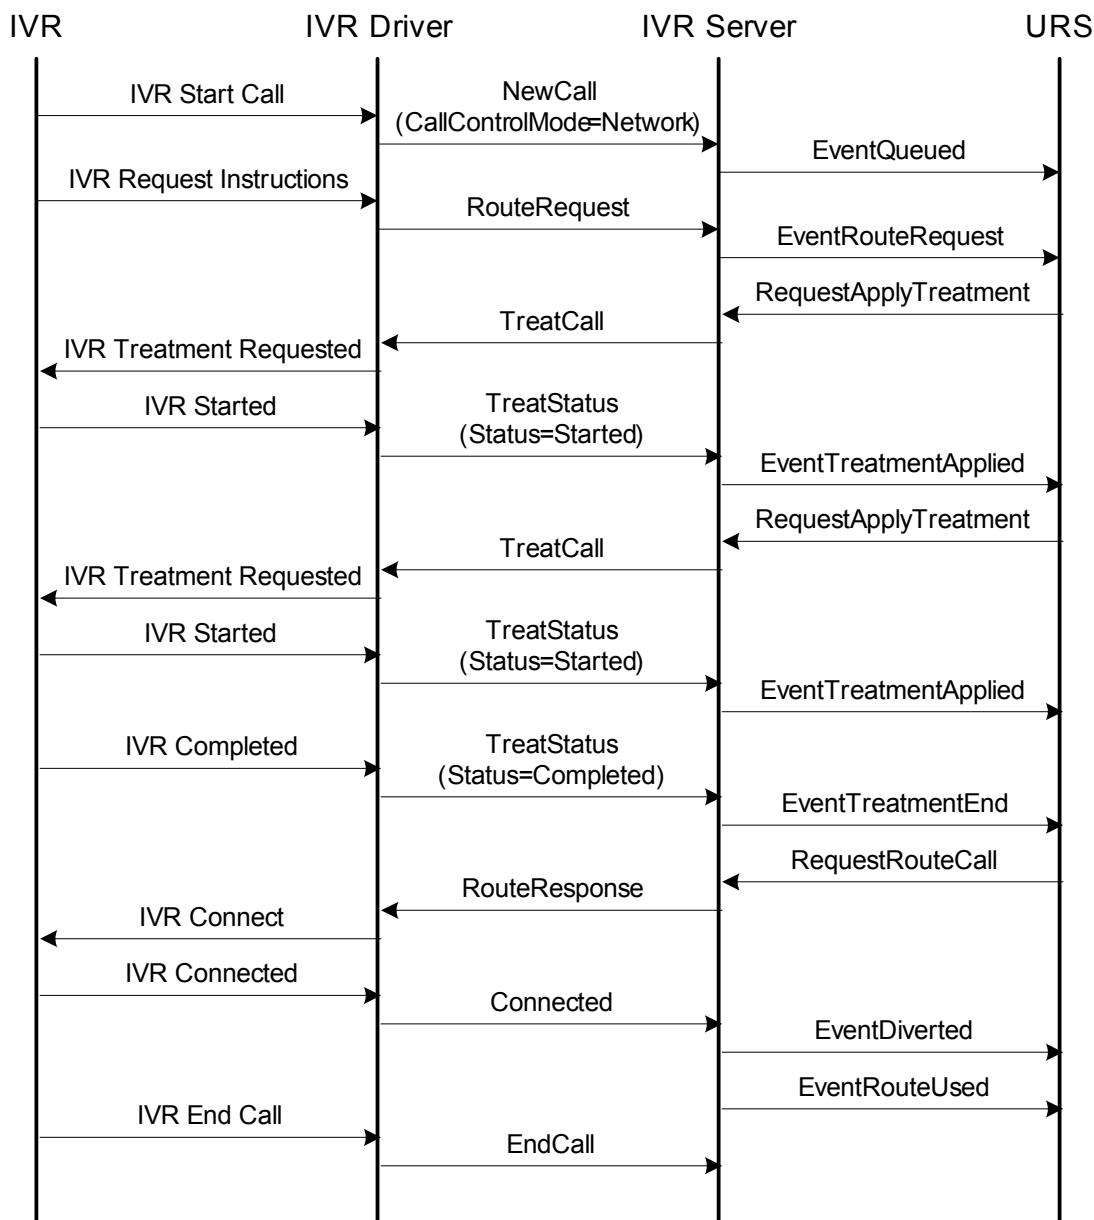 IVR
IVR Driver
IVR Server
URS
IVR Start Call
NewCall
(CallControlMode=Network)
EventQueued
IVR Request Instructions
RouteRequest
EventRouteRequest
RequestApplyTreatment
TreatCall
IVR Treatment Requested
IVR Started
TreatStatus
(Status=Started)
EventTreatmentApplied
RequestApplyTreatment
TreatCall
IVR Treatment Requested
IVR Started
TreatStatus
(Status=Started)
EventTreatmentApplied
IVR Completed
TreatStatus
(Status=Completed)
EventTreatmentEnd
RequestRouteCall
RouteResponse
IVR Connect
IVR Connected
Connected
EventDiverted
EventRouteUsed
IVR End Call
EndCall